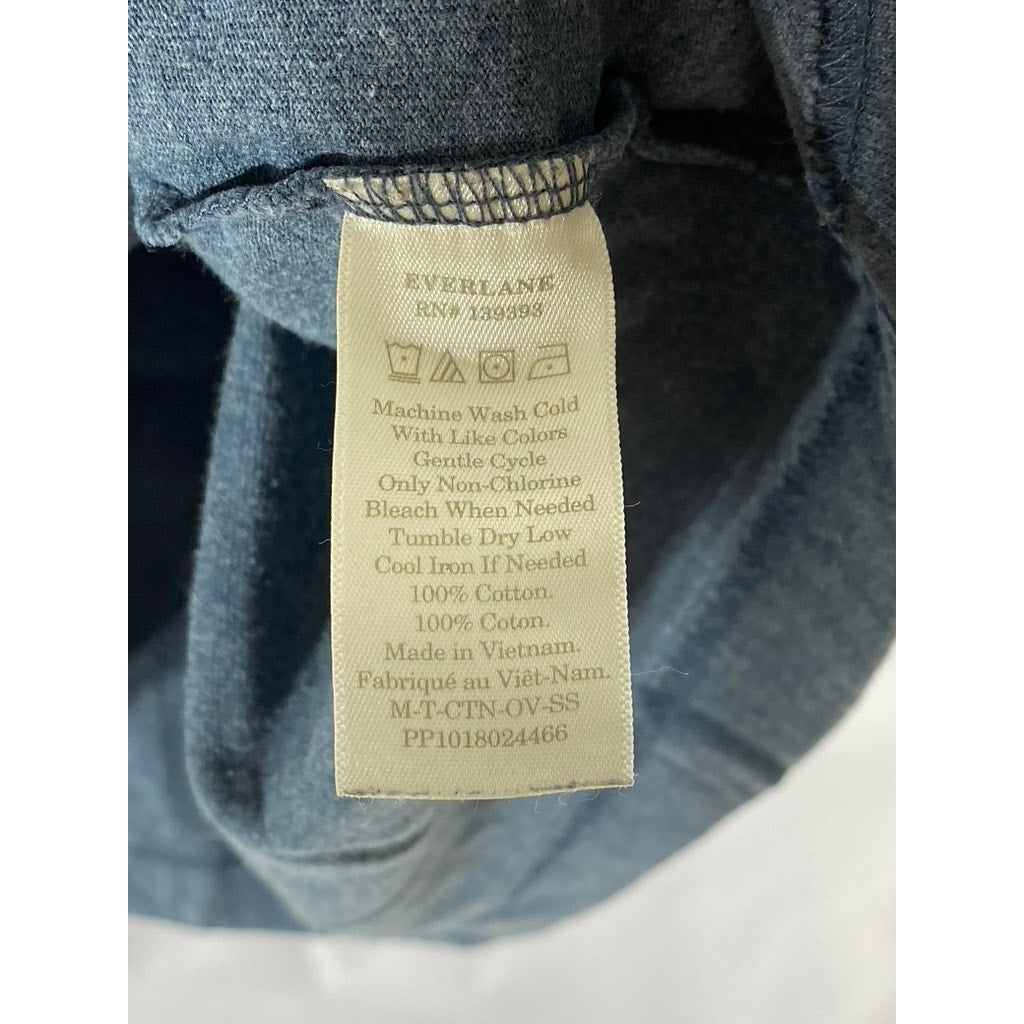 EVERLANE
RN# 139393
Machine Wash Cold
With Like Colors
Gentle Cycle
Only Non-Chlorine
Bleach When Needed
Tumble Dry Low
Cool Iron If Needed
100% Cotton.
100% Coton.
Made in Vietnam.
Fabriqué au Viêt-Nam.
M-T-CTN-OV-SS
PP1018024466